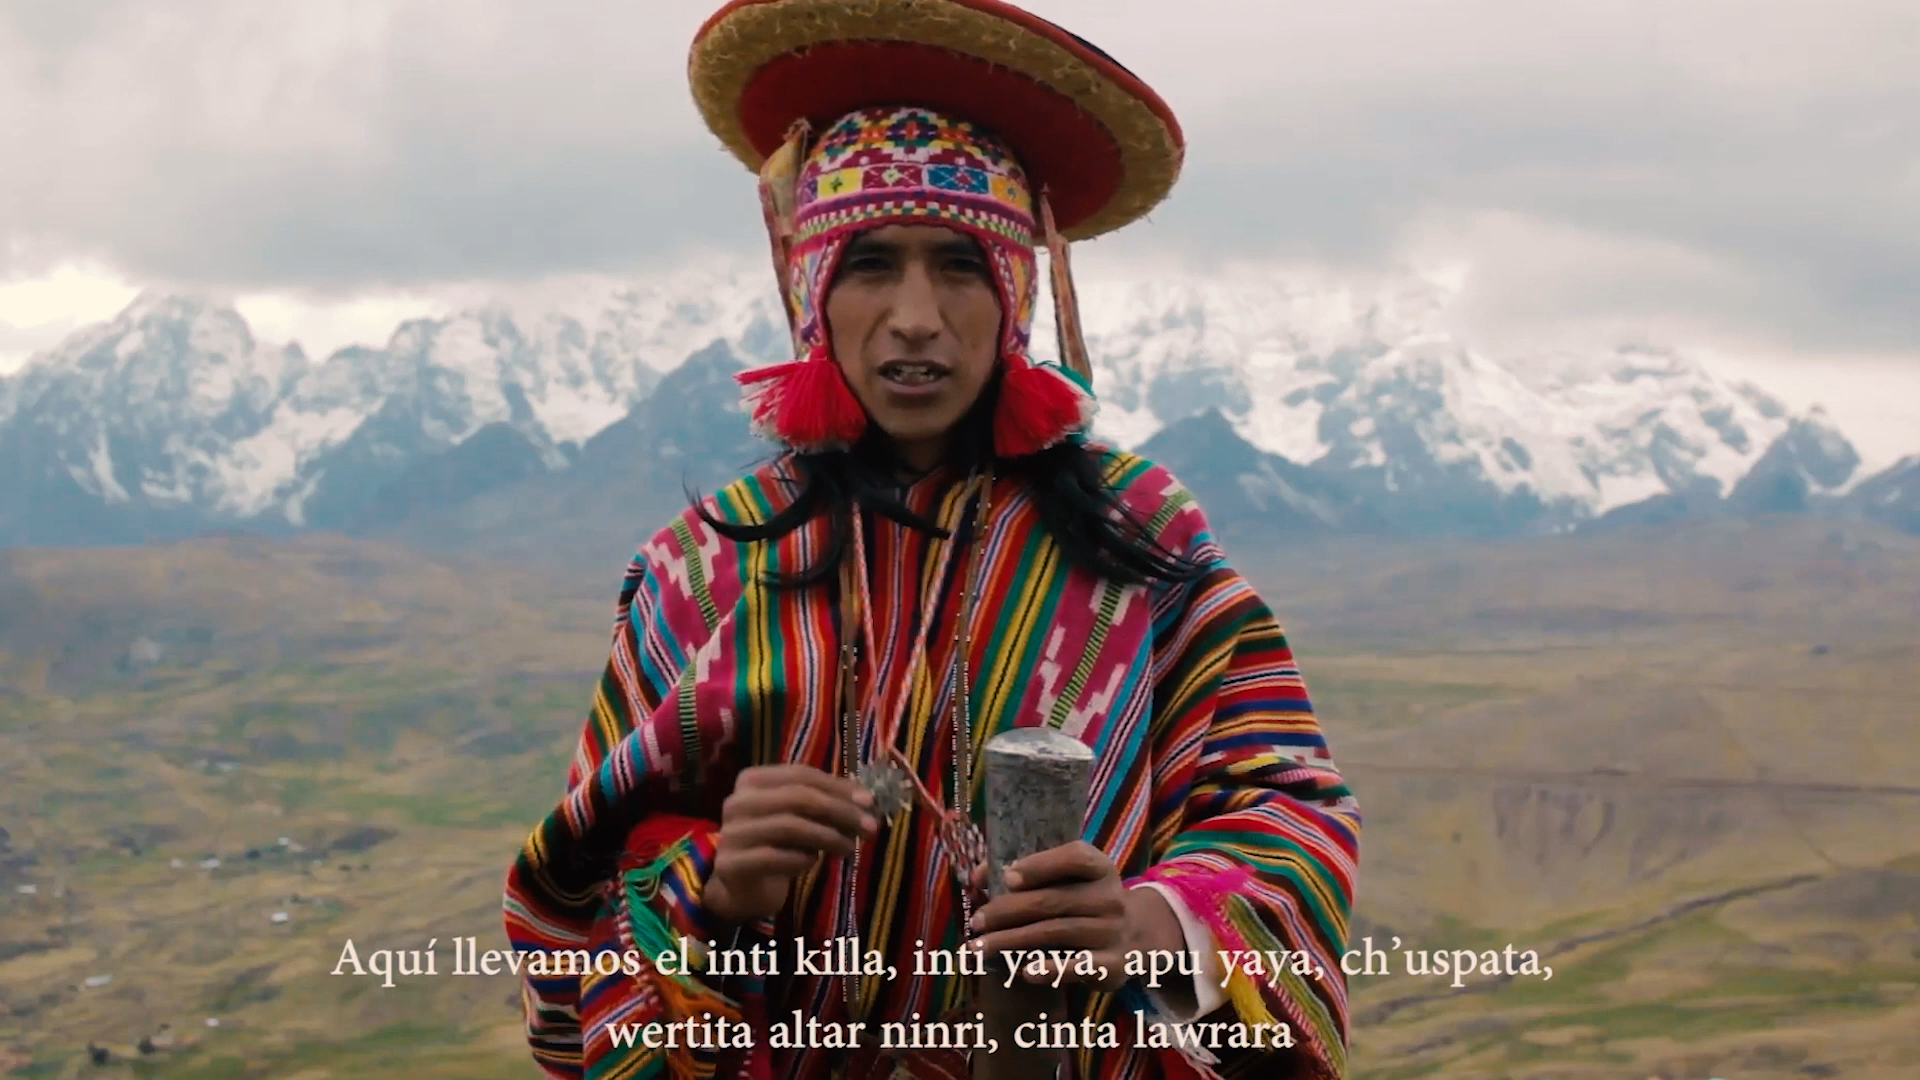 Aquí llevamos el inti killa, inti yaya, apu yaya, ch’uspata,
wertita altar ninri, cinta lawrara